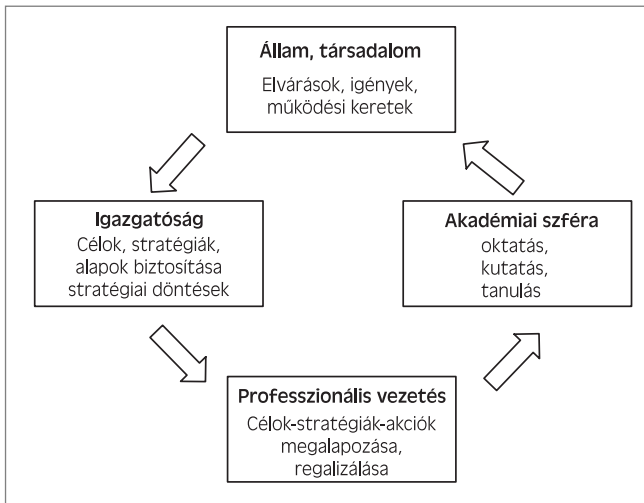 Állam, társadalom
Elvárások, igények,
működési keretek
Igazgatóság
Célok, stratégiák,
alapok biztosítása
stratégiai döntések
Akadémiai szféra
oktatás,
kutatás,
tanulás
Professzionális vezetés
Célok-stratégiák-akciók
megalapozása,
regalizálása